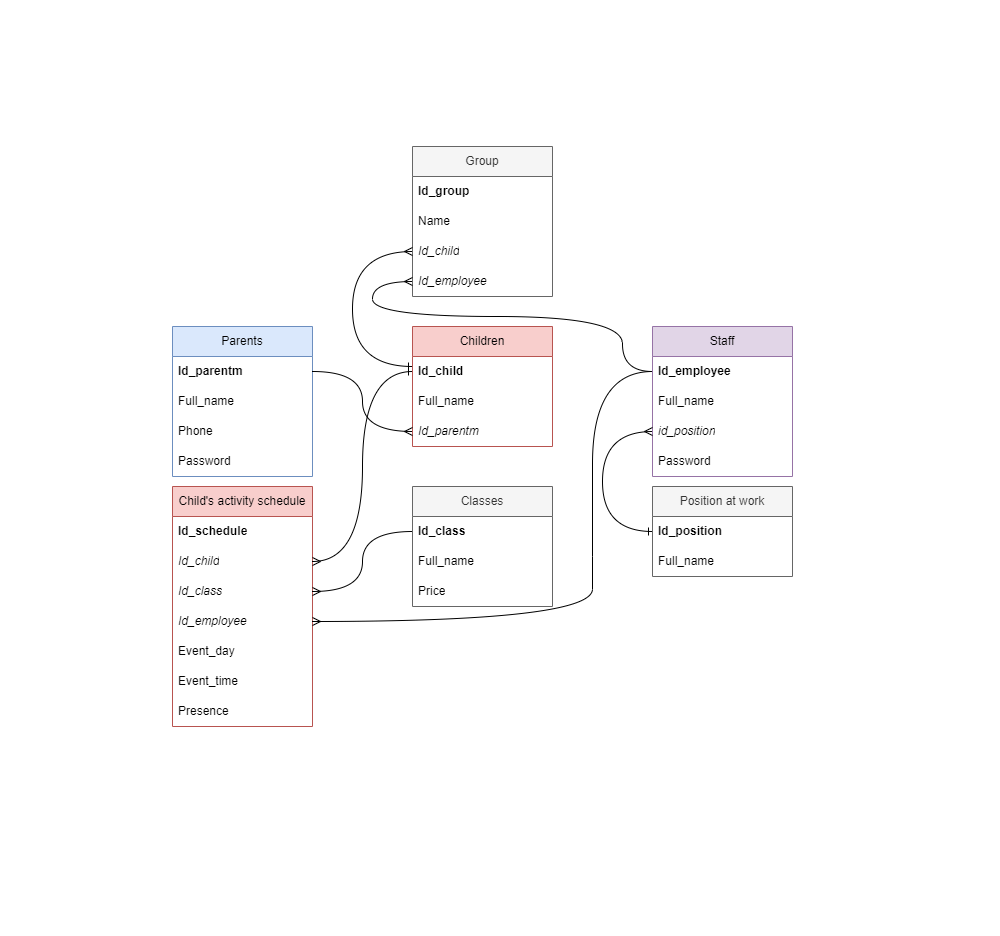 Group
Id_group
Name
Id_child
Id_employee
Parents
Id_parentm
Full_name
Phone
Password
Children
Id_child
Full_name
Id_parentm
Staff
Id_employee
Full_name
id_position
Password
Child's activity schedule
Id_schedule
Id_child
Id_class
Id_employee
Event_day
Event_time
Presence
Classes
Id_class
Full_name
Price
Position at work
Id_position
Full_name